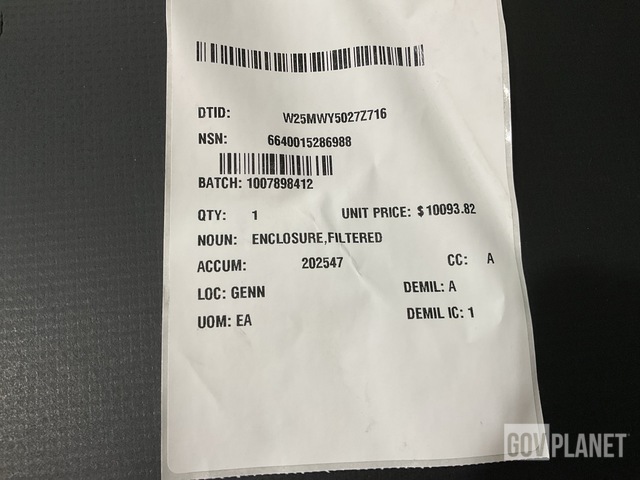 DTID: W25MWY5027Z716
NSN: 6640015286988
BATCH: 1007898412
QTY: 1 UNIT PRICE: $10093.82
NOUN: ENCLOSURE,FILTERED
ACCUM: 202547 CC: A
LOC: GENN DEMIL: A
UOM: EA DEMIL IC: 1
GOVPLANET